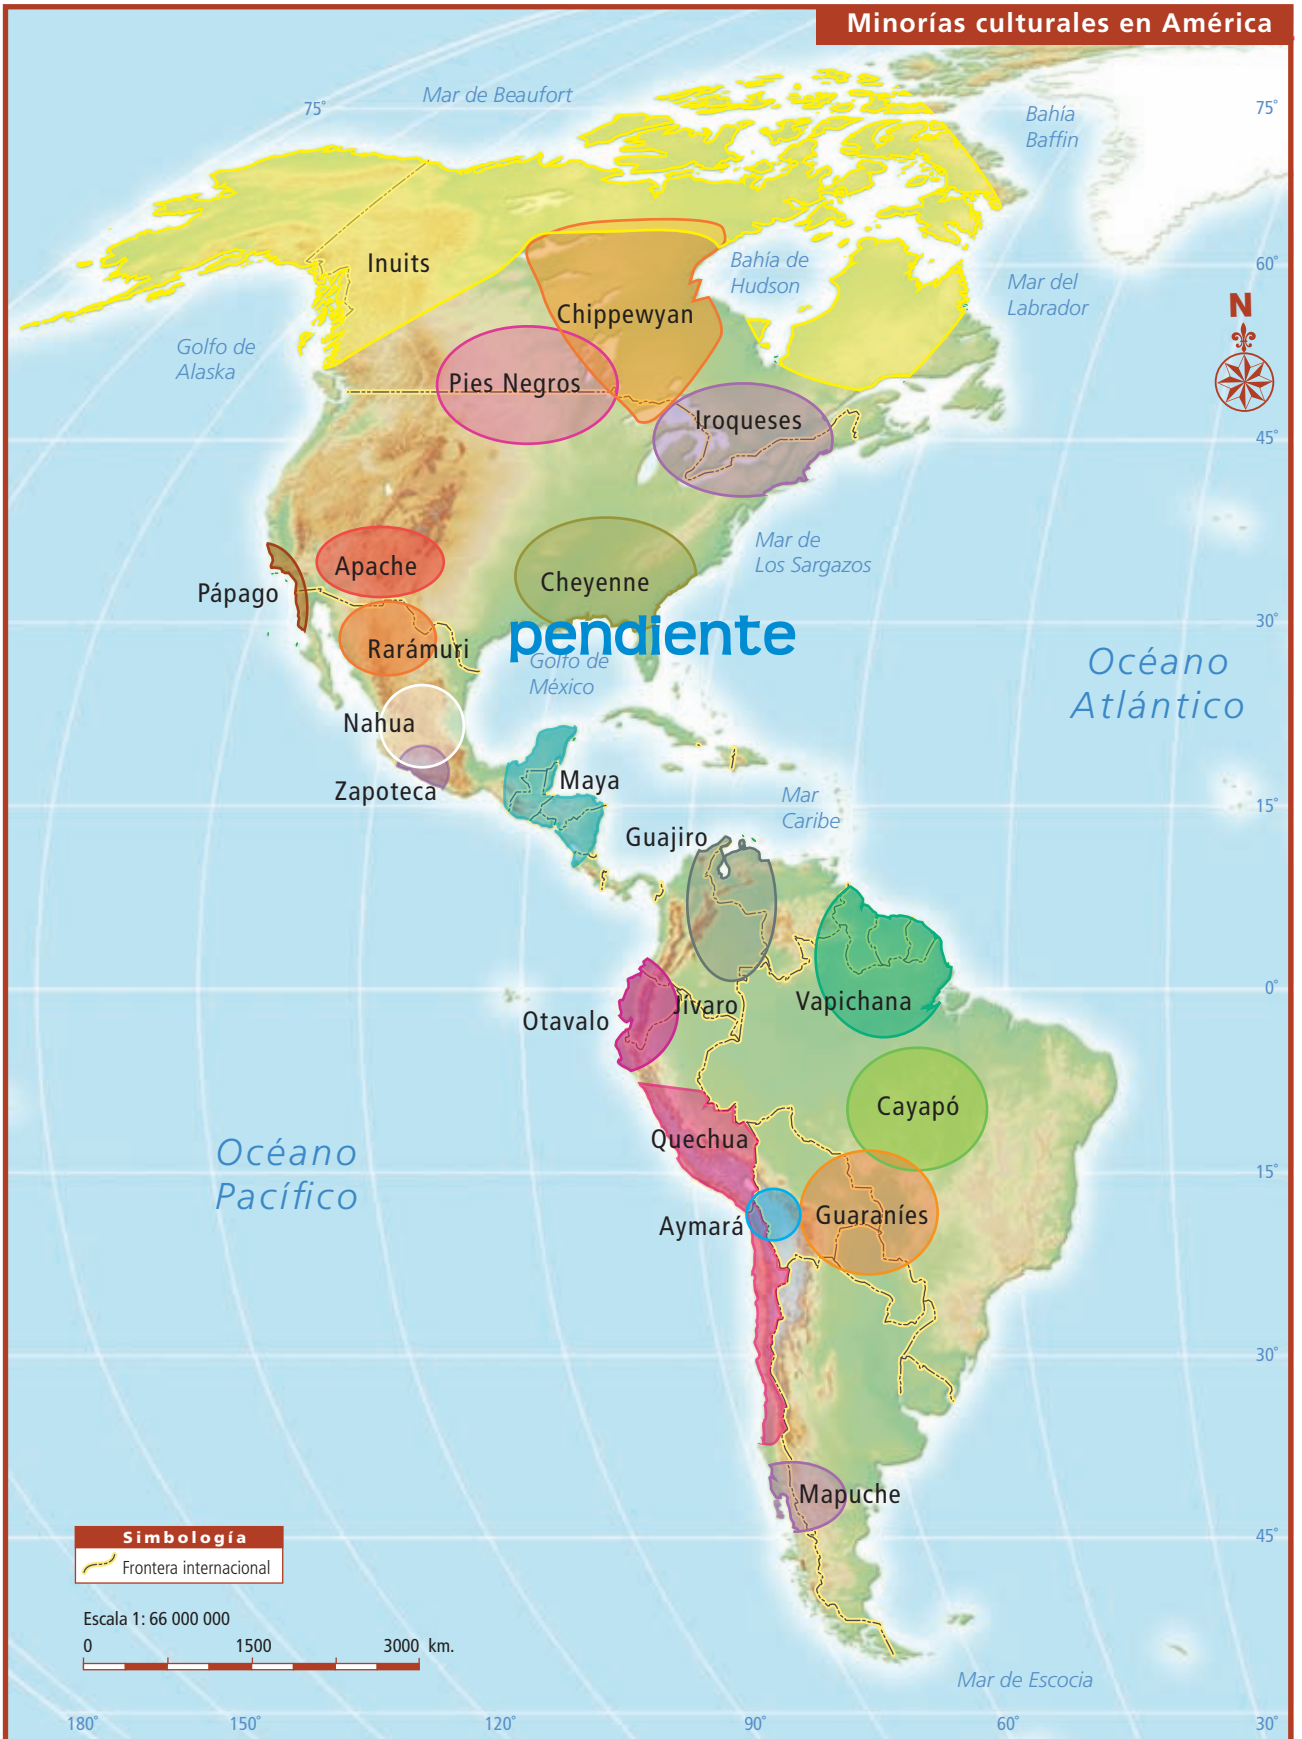 Minorías culturales en América
Mar de Beaufort
75°
75°
Bahía
Baffin
Inuits
Bahía de
Hudson
60°
Mar del
Labrador
N
Chippewyan
Golfo de
Alaska
Pies Negros
Iroqueses
45°
Mar de
Los Sargazos
Apache
Cheyenne
Pápago
pendiente
30°
Rarámuri
Golfo de
México
Océano
Atlántico
Nahua
Zapoteca
Maya
Mar
Caribe
15°
Guajiro
0°
Jívaro
Vapichana
Otavalo
Cayapó
Quechua
Océano
Pacífico
15°
Aymará
Guaraníes
30°
Mapuche
45°
Simbología
Frontera internacional
Escala 1: 66 000 000
0 1500 3000 km.
Mar de Escocia
180° 150° 120° 90° 60° 30°